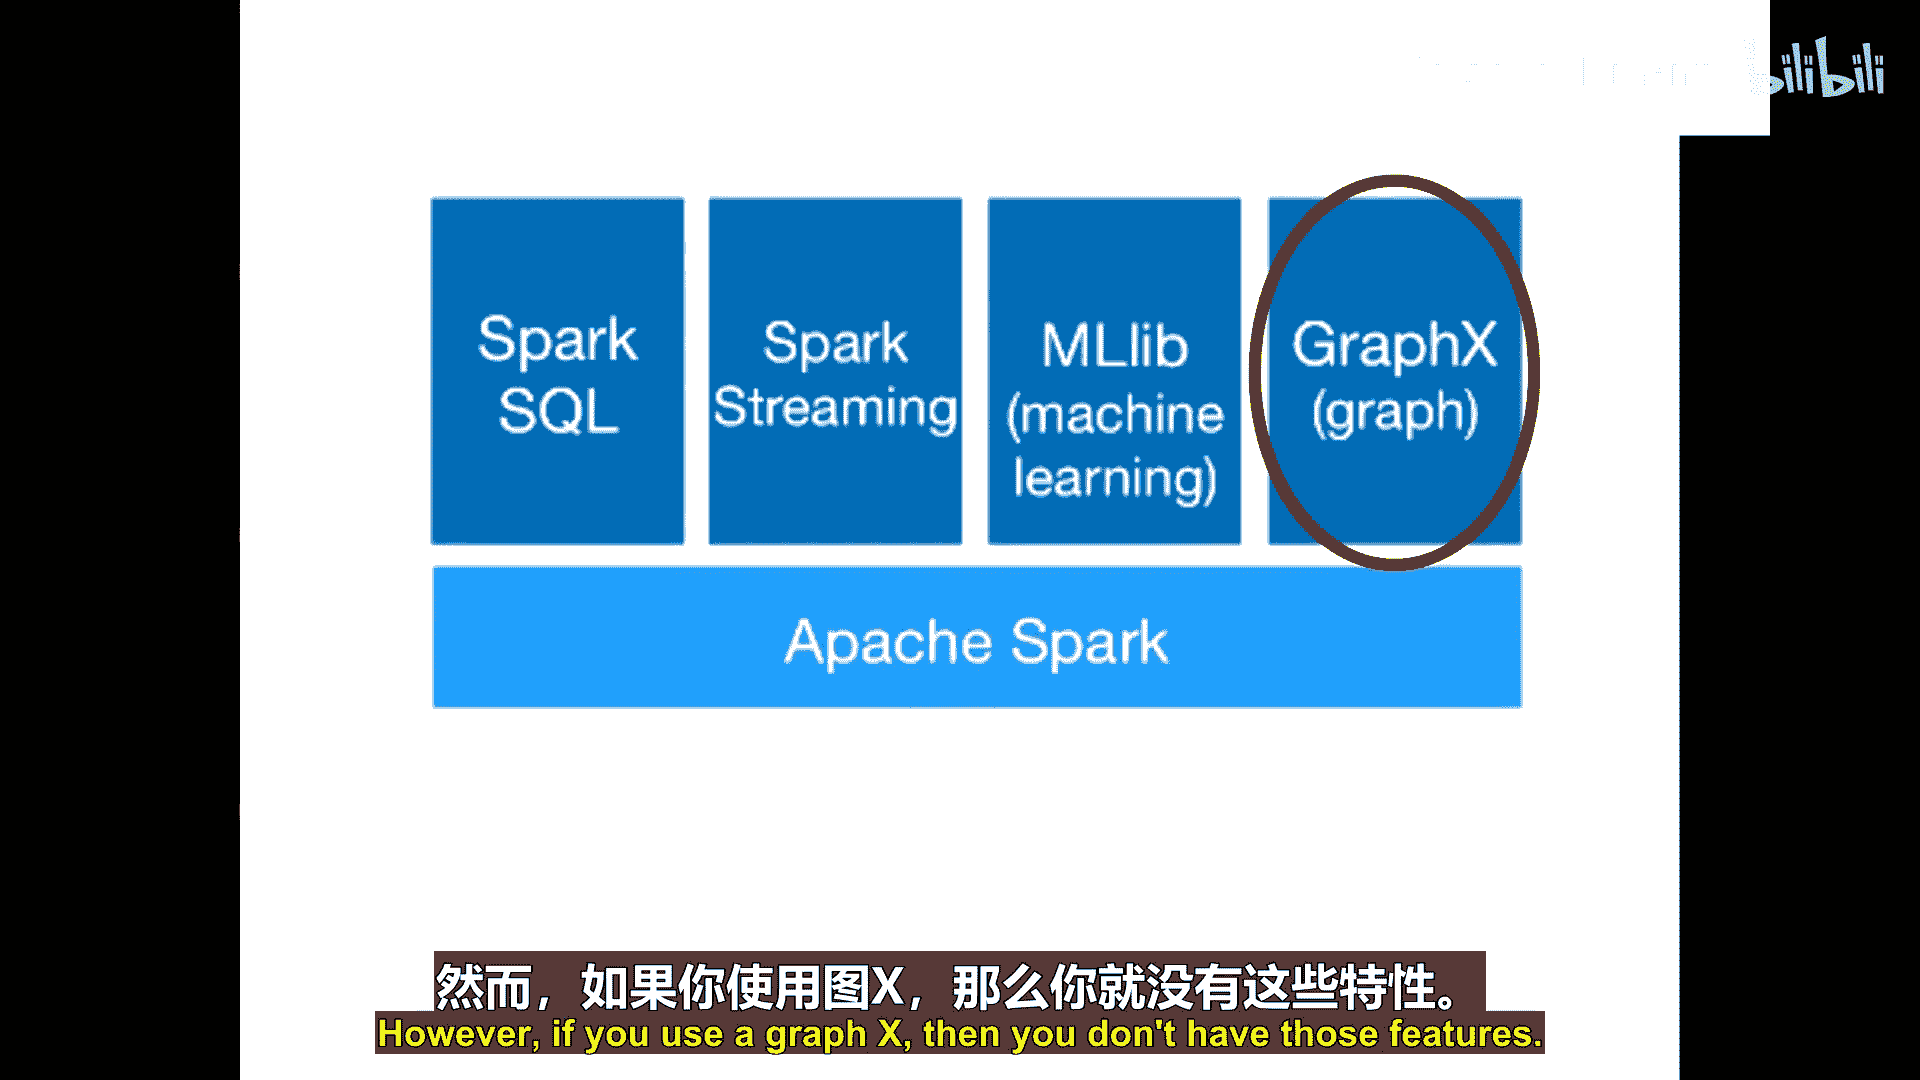 bilibili
Spark
SQL
Spark
Streaming
MLlib
(machine
learning)
GraphX
(graph)
Apache Spark
然而，如果你使用图X，那么你就没有这些特性。
However, if you use a graph X, then you don't have those features.